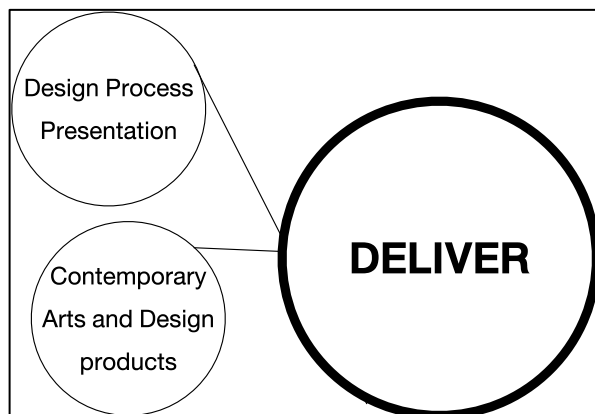 Design Process
Presentation
Contemporary
Arts and Design
products
DELIVER